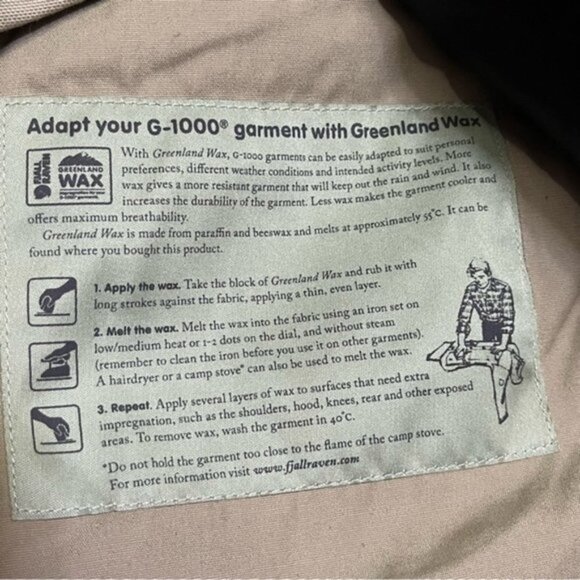 Adapt your G-1000® garment with Greenland Wax
FJÄLL RÄVEN
GREENLAND
WAX
With Greenland Wax, G-1000 garments can be easily adapted to suit personal
preferences, different weather conditions and intended activity levels. More
wax gives a more resistant garment that will keep out the rain and wind. It also
increases the durability of the garment. Less wax makes the garment cooler and
offers maximum breathability.
Greenland Wax is made from paraffin and beeswax and melts at approximately 55°C. It can be
found where you bought this product.
1. Apply the wax. Take the block of Greenland Wax and rub it with
long strokes against the fabric, applying a thin, even layer.
2. Melt the wax. Melt the wax into the fabric using an iron set on
low/medium heat or 1-2 dots on the dial, and without steam
(remember to clean the iron before you use it on other garments).
A hairdryer or a camp stove* can also be used to melt the wax.
3. Repeat. Apply several layers of wax to surfaces that need extra
impregnation, such as the shoulders, hood, knees, rear and other exposed
areas. To remove wax, wash the garment in 40°C.
*Do not hold the garment too close to the flame of the camp stove.
For more information visit www.fjallraven.com